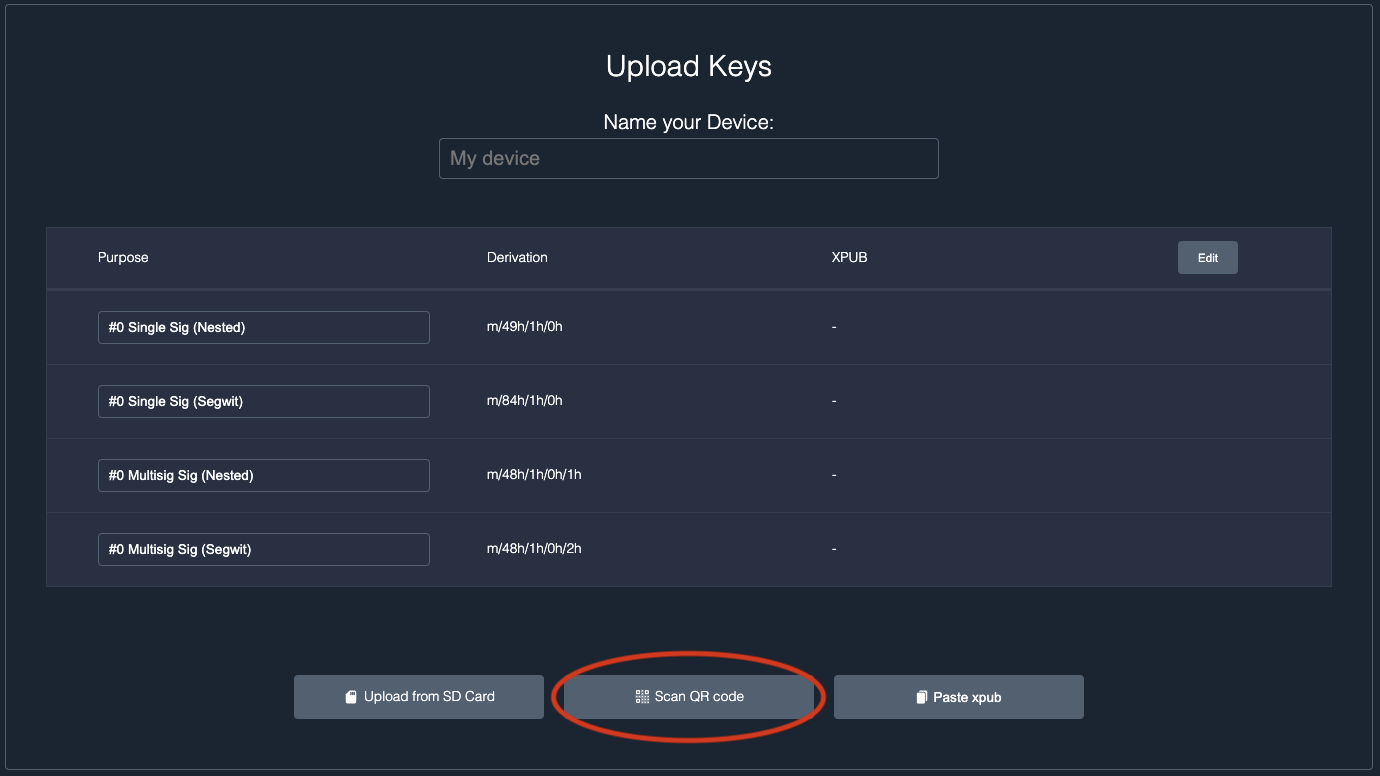 Upload Keys
Name your Device:
My device
Purpose Derivation XPUB Edit
#0 Single Sig (Nested) m/49h/1h/0h -
#0 Single Sig (Segwit) m/84h/1h/0h -
#0 Multisig Sig (Nested) m/48h/1h/0h/1h -
#0 Multisig Sig (Segwit) m/48h/1h/0h/2h -
Upload from SD Card Scan QR code Paste xpub